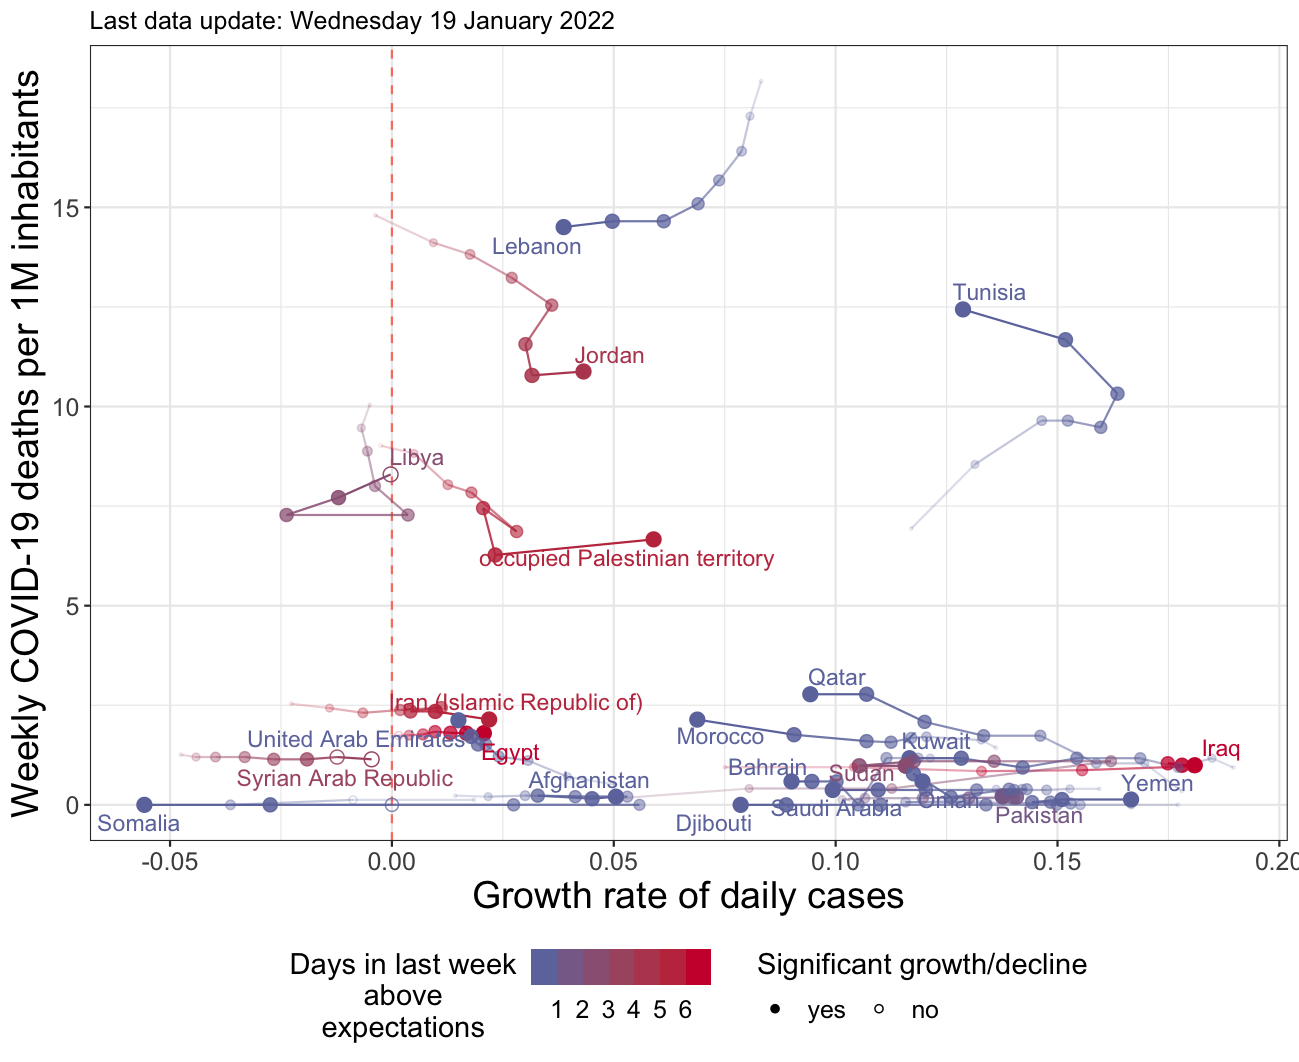 Last data update: Wednesday 19 January 2022
Weekly COVID-19 deaths per 1M inhabitants
15
10
5
0
Lebanon
Tunisia
Jordan
Libya
occupied Palestinian territory
Qatar
Iran (Islamic Republic of)
Morocco
United Arab Emirates
Kuwait
Egypt
Iraq
Bahrain
Sudan
Syrian Arab Republic
Afghanistan
Yemen
Oman
Saudi Arabia
Pakistan
Somalia
Djibouti
-0.05 0.00 0.05 0.10 0.15 0.20
Growth rate of daily cases
Days in last week
above
expectations
1 2 3 4 5 6
Significant growth/decline
yes no